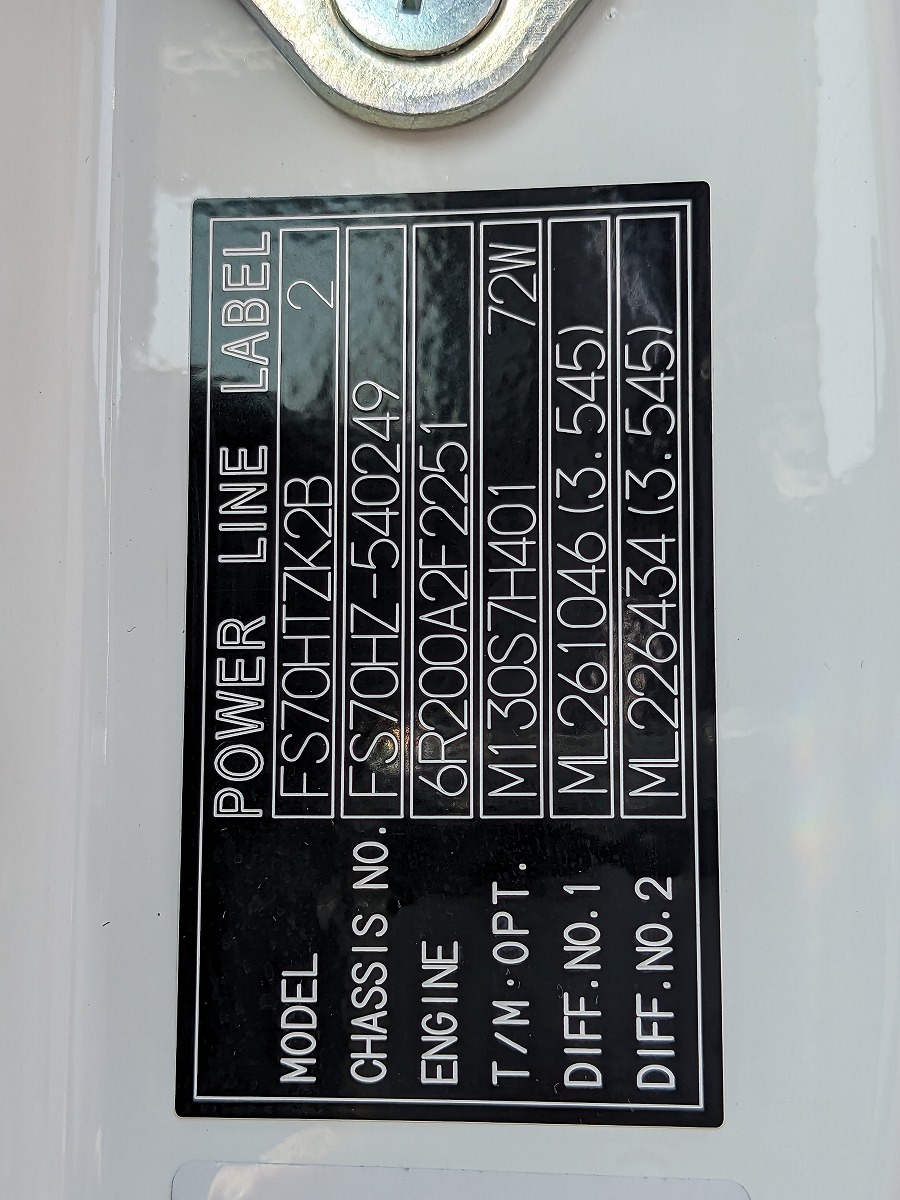 POWER LINE LABEL
MODEL FS70HTZK2B 2
CHASSIS NO. FS70HZ-540249
ENGINE 6R200A2F2251
T/M·OPT. M130S7H401 72W
DIFF.NO.1 ML261046(3.545)
DIFF.NO.2 ML226434(3.545)